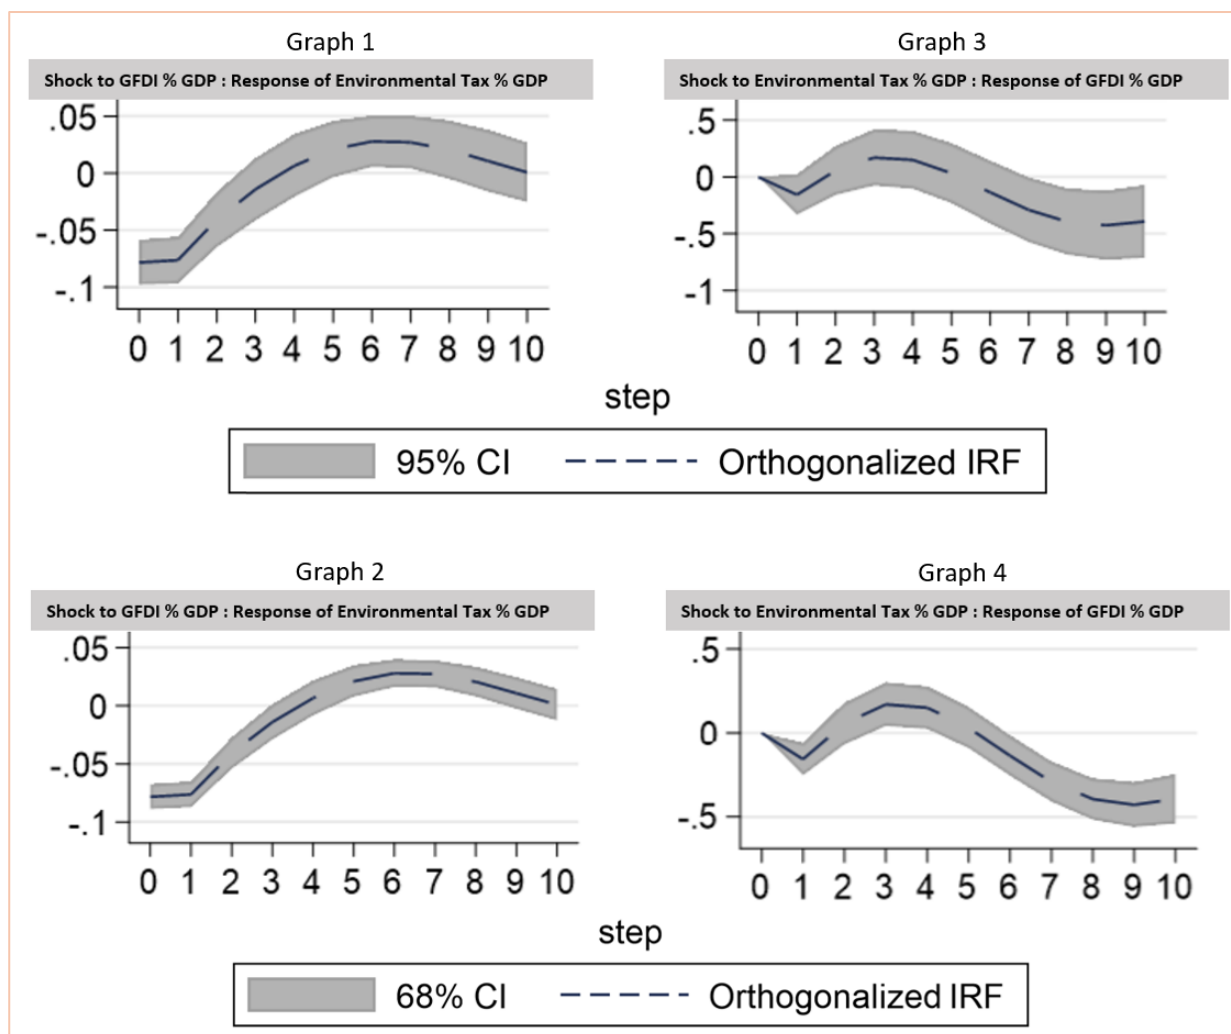 Graph 1
Shock to GFDI % GDP : Response of Environmental Tax % GDP
.05
0
-.05
-.1
0 1 2 3 4 5 6 7 8 9 10
Graph 3
Shock to Environmental Tax % GDP : Response of GFDI % GDP
.5
0
-.5
-1
0 1 2 3 4 5 6 7 8 9 10
step
95% CI Orthogonalized IRF
Graph 2
Shock to GFDI % GDP : Response of Environmental Tax % GDP
.05
0
-.05
-.1
0 1 2 3 4 5 6 7 8 9 10
Graph 4
Shock to Environmental Tax % GDP : Response of GFDI % GDP
.5
0
-.5
0 1 2 3 4 5 6 7 8 9 10
step
68% CI Orthogonalized IRF